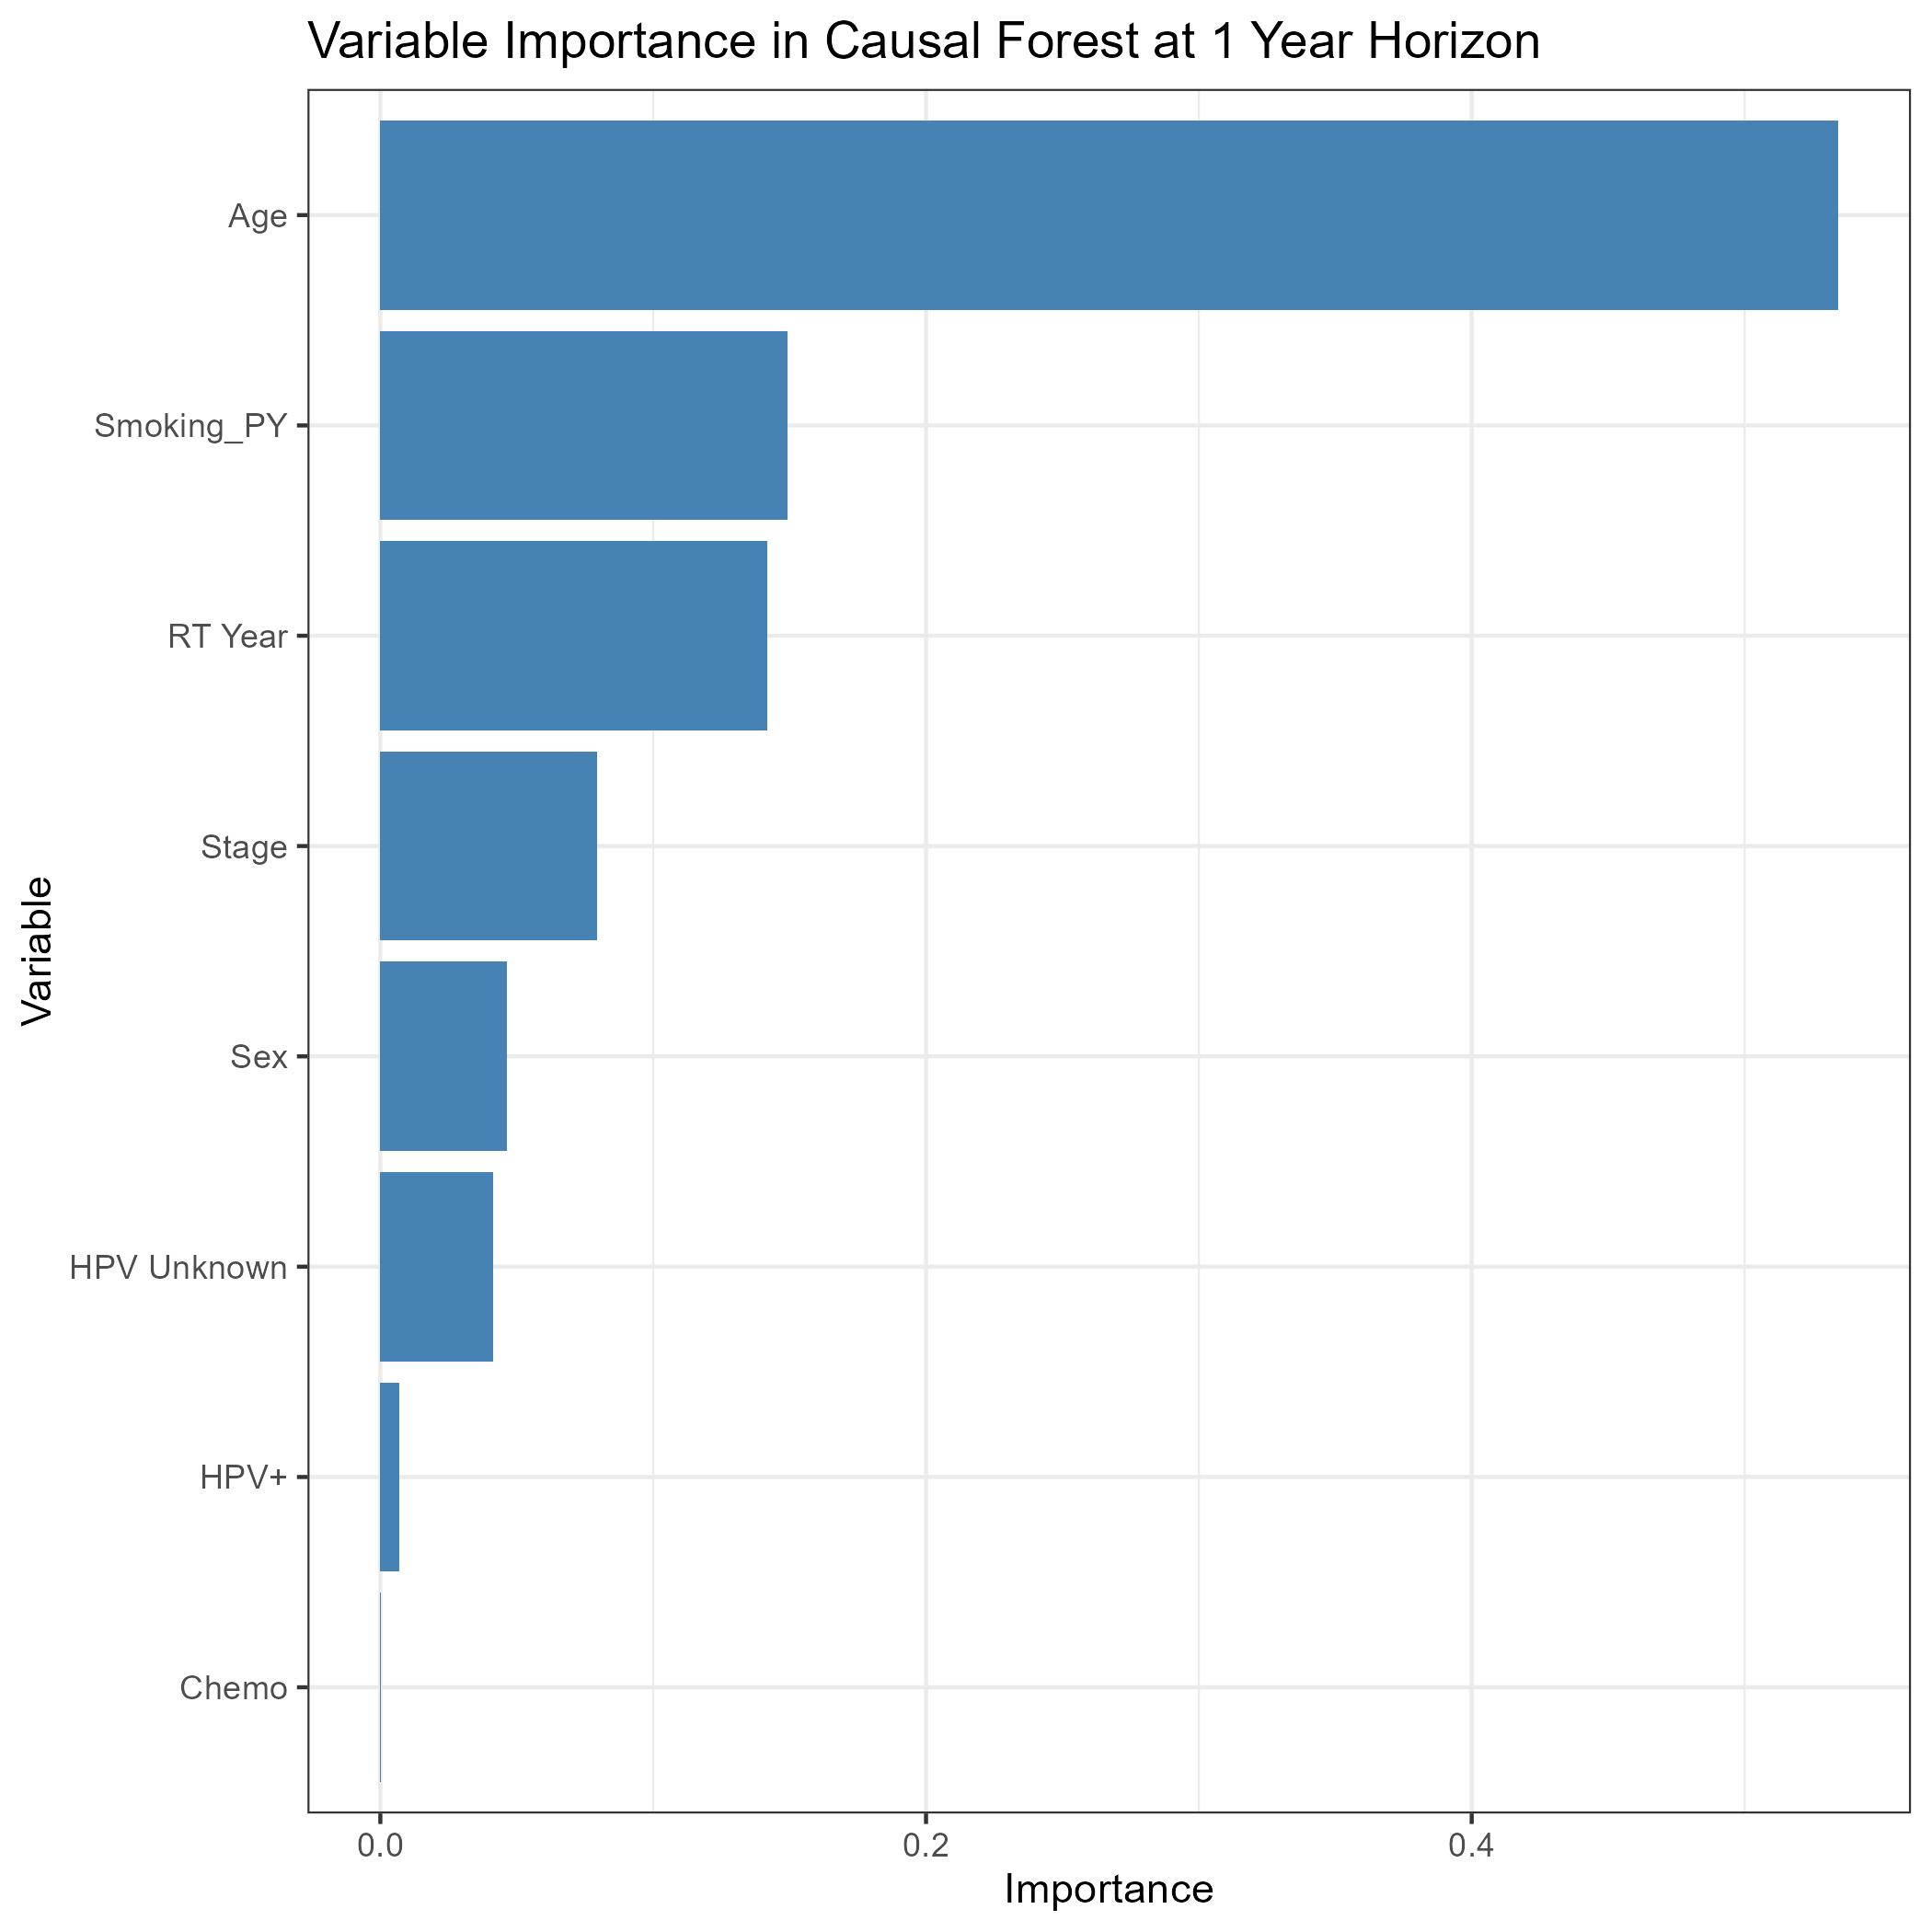 Variable Importance in Causal Forest at 1 Year Horizon
Age
Smoking_PY
RT Year
Stage
Sex
HPV Unknown
HPV+
Chemo
Variable
0.0
0.2
0.4
Importance